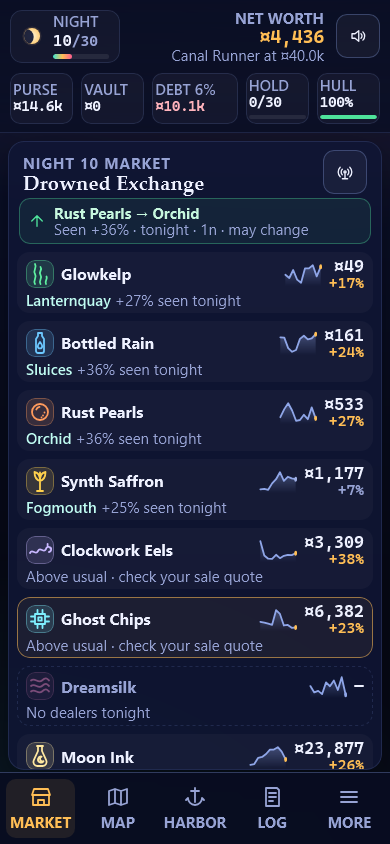 NIGHT
10/30
NET WORTH
¤4,436
Canal Runner at ¤40.0k
PURSE
¤14.6k
VAULT
¤0
DEBT 6%
¤10.1k
HOLD
0/30
HULL
100%
NIGHT 10 MARKET
Drowned Exchange
Rust Pearls → Orchid
Seen +36% · tonight · 1n · may change
Glowkelp
¤49
+17%
Lanternquay +27% seen tonight
Bottled Rain
¤161
+24%
Sluices +36% seen tonight
Rust Pearls
¤533
+27%
Orchid +36% seen tonight
Synth Saffron
¤1,177
+7%
Fogmouth +25% seen tonight
Clockwork Eels
¤3,309
+38%
Above usual · check your sale quote
Ghost Chips
¤6,382
+23%
Above usual · check your sale quote
Dreamsilk
—
No dealers tonight
Moon Ink
¤23,877
+26%
MARKET
MAP
HARBOR
LOG
MORE